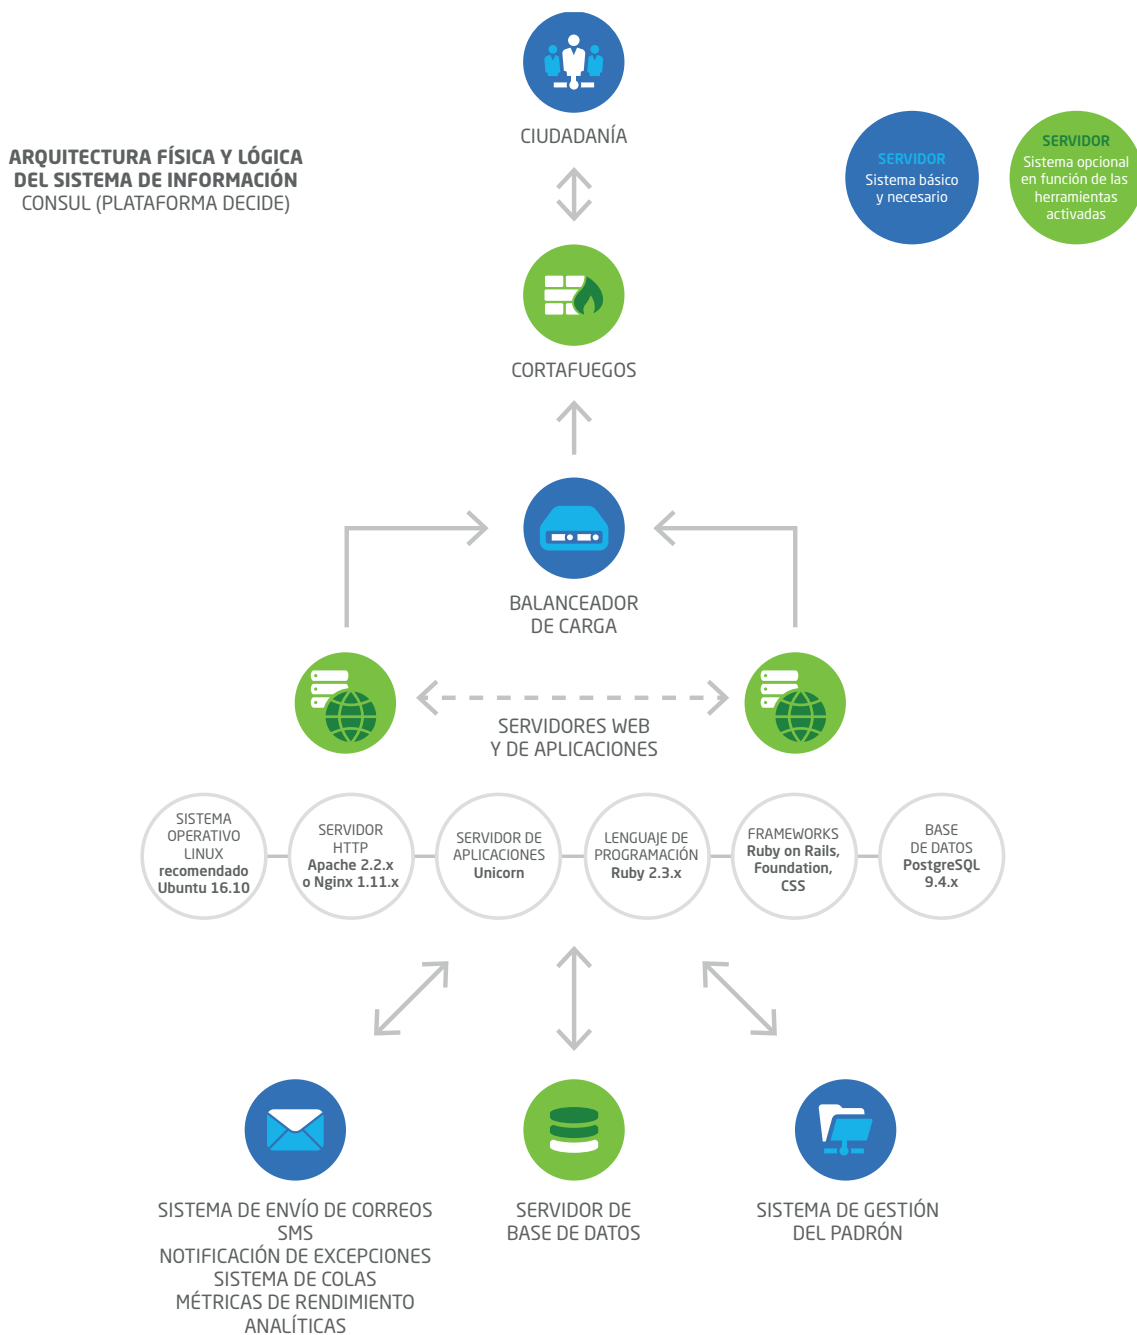 CIUDADANÍA
ARQUITECTURA FÍSICA Y LÓGICA
DEL SISTEMA DE INFORMACIÓN
CONSUL (PLATAFORMA DECIDE)
SERVIDOR
Sistema básico
y necesario
SERVIDOR
Sistema opcional
en función de las
herramientas
activadas
CORTAFUEGOS
BALANCEADOR
DE CARGA
SERVIDORES WEB
Y DE APLICACIONES
SISTEMA
OPERATIVO
LINUX
recomendado
Ubuntu 16.10
SERVIDOR
HTTP
Apache 2.2.x
o Nginx 1.11.x
SERVIDOR DE
APLICACIONES
Unicorn
LENGUAJE DE
PROGRAMACIÓN
Ruby 2.3.x
FRAMEWORKS
Ruby on Rails,
Foundation,
CSS
BASE
DE DATOS
PostgreSQL
9.4.x
SISTEMA DE ENVÍO DE CORREOS
SMS
NOTIFICACIÓN DE EXCEPCIONES
SISTEMA DE COLAS
MÉTRICAS DE RENDIMIENTO
ANALÍTICAS
SERVIDOR DE
BASE DE DATOS
SISTEMA DE GESTIÓN
DEL PADRÓN